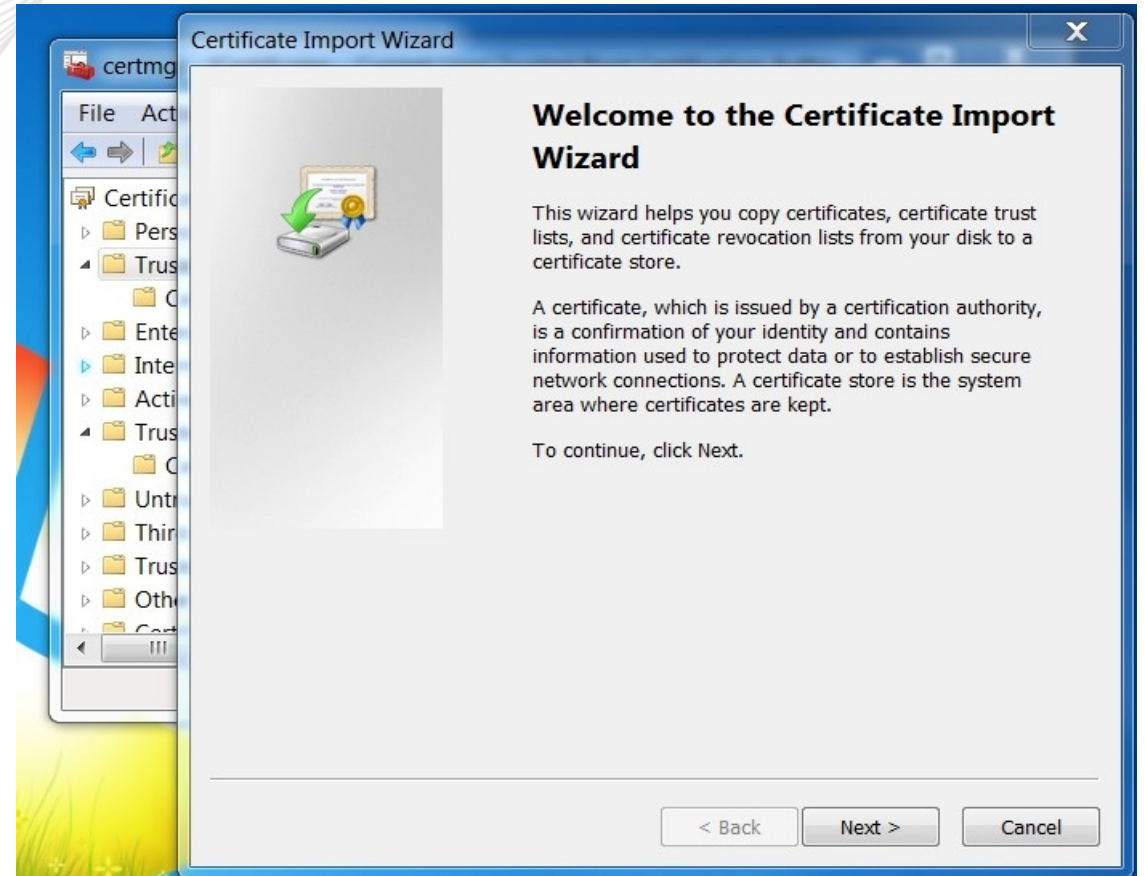 Certificate Import Wizard
X
certmg
File Act
Certific
Pers
Trus
C
Ente
Inte
Acti
Trus
C
Untr
Thir
Trus
Othe
Cert
Welcome to the Certificate Import
Wizard
This wizard helps you copy certificates, certificate trust
lists, and certificate revocation lists from your disk to a
certificate store.
A certificate, which is issued by a certification authority,
is a confirmation of your identity and contains
information used to protect data or to establish secure
network connections. A certificate store is the system
area where certificates are kept.
To continue, click Next.
< Back Next > Cancel